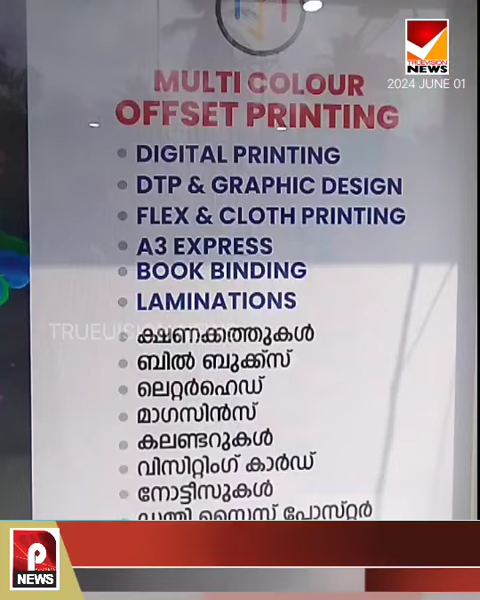 TRUEVISION
NEWS
2024 JUNE 01
MULTI COLOUR
OFFSET PRINTING
DIGITAL PRINTING
DTP & GRAPHIC DESIGN
FLEX & CLOTH PRINTING
A3 EXPRESS
BOOK BINDING
LAMINATIONS
ക്ഷണക്കത്തുകൾ
ബിൽ ബുക്ക്സ്
ലെറ്റർഹെഡ്
മാഗസിൻസ്
കലണ്ടറുകൾ
വിസിറ്റിംഗ് കാർഡ്
നോട്ടീസുകൾ
സൈസ് പോസ്റ്റർ
P
NEWS